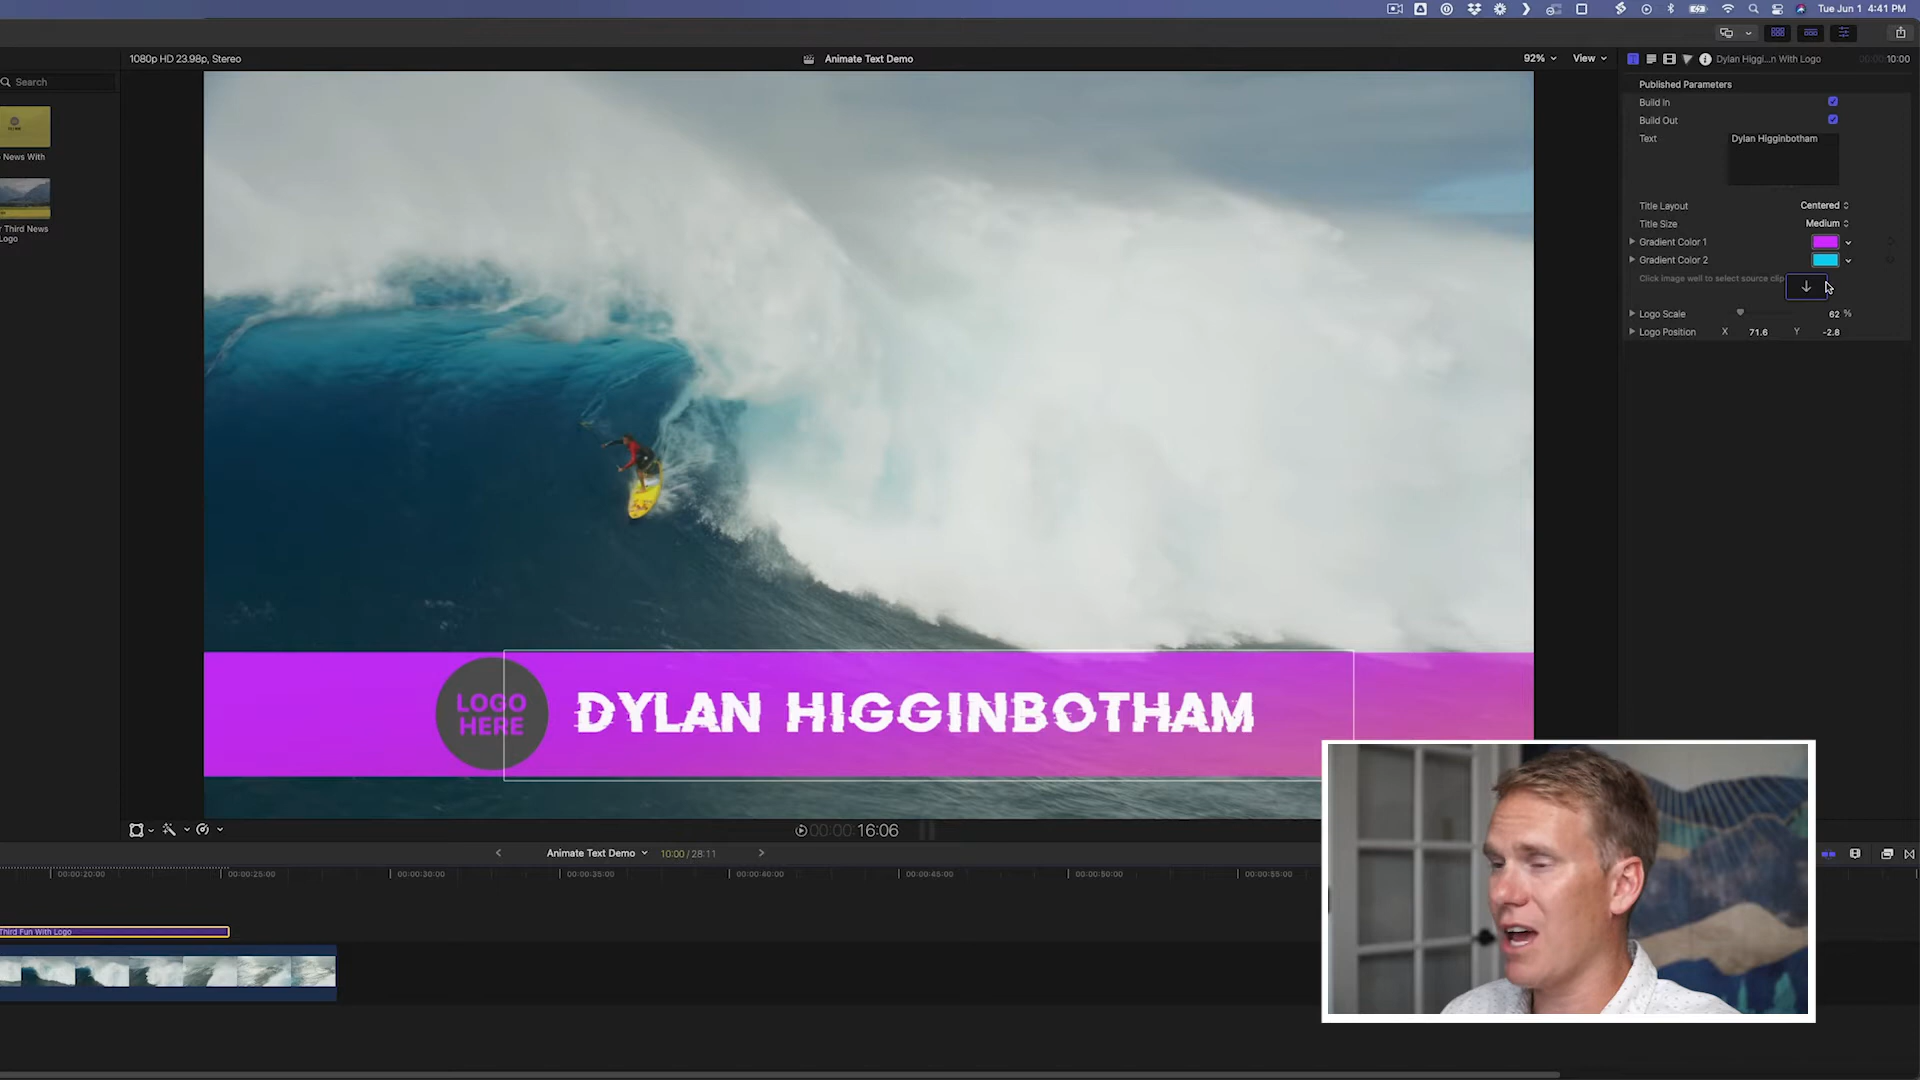 Tue Jun 1 4:41 PM
1080p HD 23.98p, Stereo
Animate Text Demo
92%
View
Dylan Higgi...n With Logo
10:00
Search
News With
r Third News
Logo
Published Parameters
Build In
Build Out
Text
Dylan Higginbotham
Title Layout
Centered
Title Size
Medium
Gradient Color 1
Gradient Color 2
Click image well to select source clip
Logo Scale
62 %
Logo Position
X 71.6 Y -2.8
LOGO
HERE
DYLAN HIGGINBOTHAM
00:00:16:06
Animate Text Demo
10:00 / 28:11
00:00:20:00
00:00:25:00
00:00:30:00
00:00:35:00
00:00:40:00
00:00:45:00
00:00:50:00
00:00:55:00
Third Fun With Logo